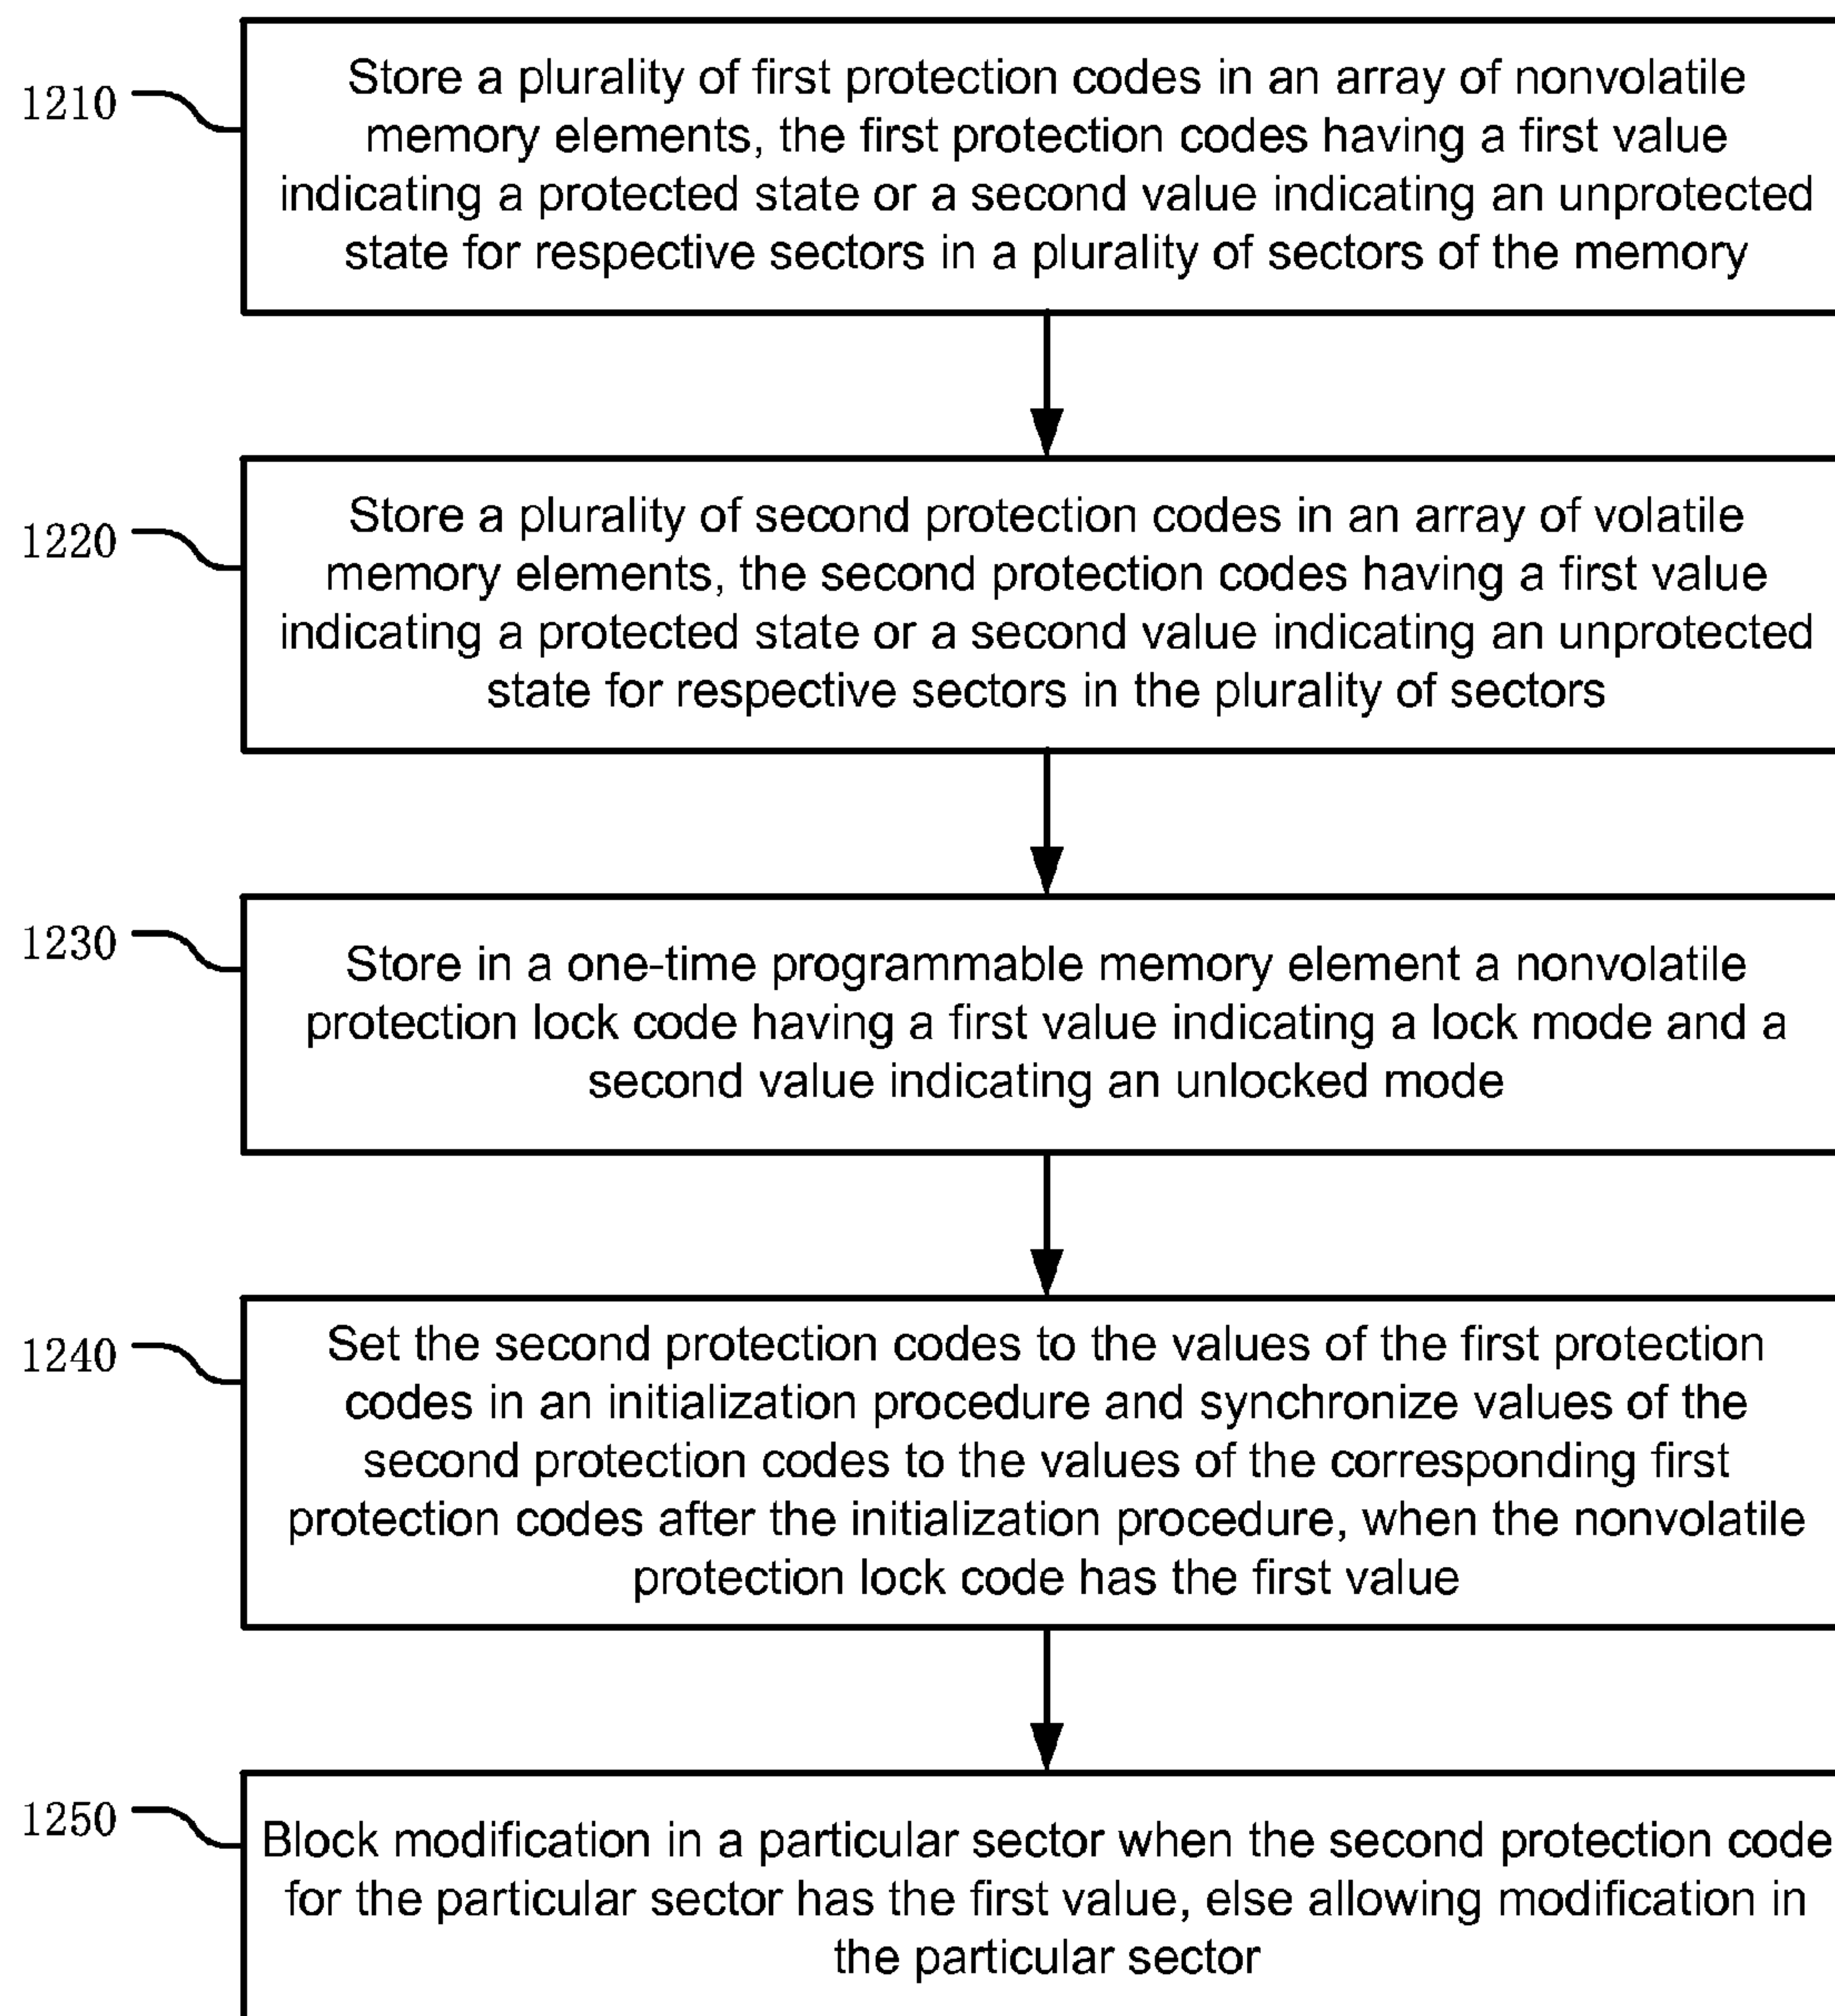 1210
Store a plurality of first protection codes in an array of nonvolatile
memory elements, the first protection codes having a first value
indicating a protected state or a second value indicating an unprotected
state for respective sectors in a plurality of sectors of the memory
1220
Store a plurality of second protection codes in an array of volatile
memory elements, the second protection codes having a first value
indicating a protected state or a second value indicating an unprotected
state for respective sectors in the plurality of sectors
1230
Store in a one-time programmable memory element a nonvolatile
protection lock code having a first value indicating a lock mode and a
second value indicating an unlocked mode
1240
Set the second protection codes to the values of the first protection
codes in an initialization procedure and synchronize values of the
second protection codes to the values of the corresponding first
protection codes after the initialization procedure, when the nonvolatile
protection lock code has the first value
1250
Block modification in a particular sector when the second protection code
for the particular sector has the first value, else allowing modification in
the particular sector